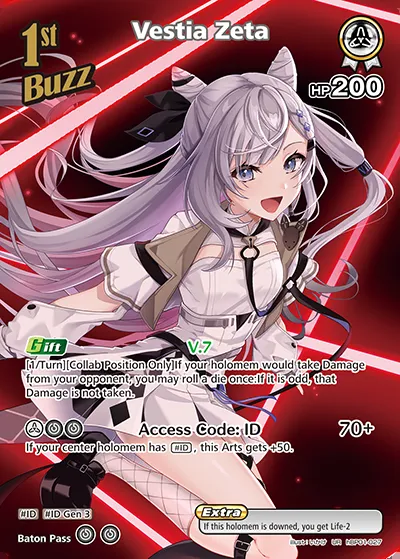 1st
Buzz
Vestia Zeta
HP200
Gift
V.7
[1/Turn][Collab Position Only]If your holomem would take Damage
from your opponent, you may roll a die once:If it is odd, that
Damage is not taken.
Access Code: ID
70+
If your center holomem has #ID, this Arts gets +50.
#ID #ID Gen 3
Extra
If this holomem is downed, you get Life-2
Baton Pass
UR hBP01-027